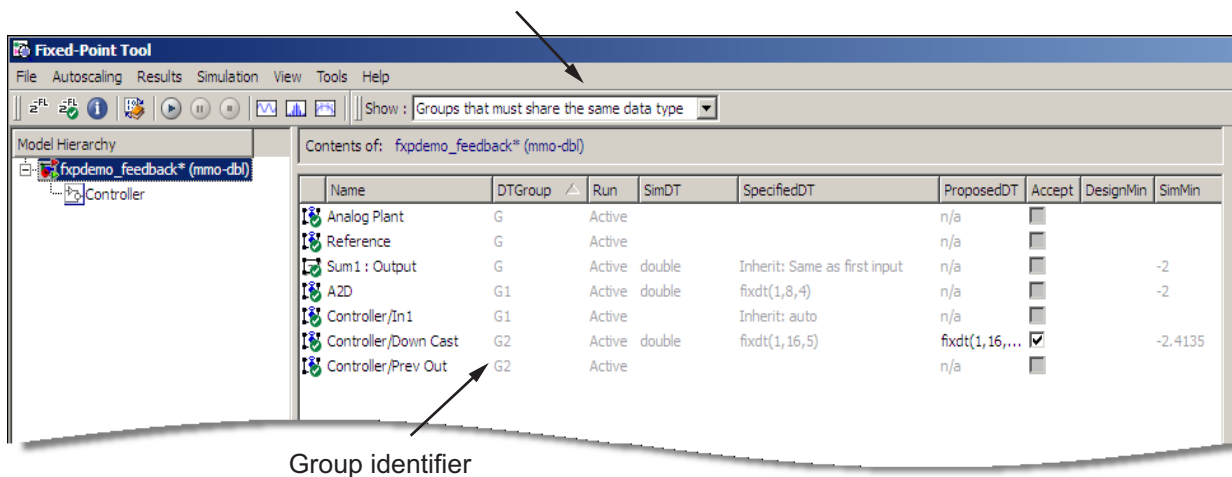 Fixed-Point Tool
File Autoscaling Results Simulation View Tools Help
2FL 2FL Show : Groups that must share the same data type
Model Hierarchy
fxpdemo_feedback* (mmo-dbl)
Controller
Contents of: fxpdemo_feedback* (mmo-dbl)
Name DTGroup Run SimDT SpecifiedDT ProposedDT Accept DesignMin SimMin
Analog Plant G Active n/a
Reference G Active n/a
Sum1 : Output G Active double Inherit: Same as first input n/a -2
A2D G1 Active double fixdt(1,8,4) n/a -2
Controller/In1 G1 Active Inherit: auto n/a
Controller/Down Cast G2 Active double fixdt(1,16,5) fixdt(1,16,... -2.4135
Controller/Prev Out G2 Active n/a
Group identifier